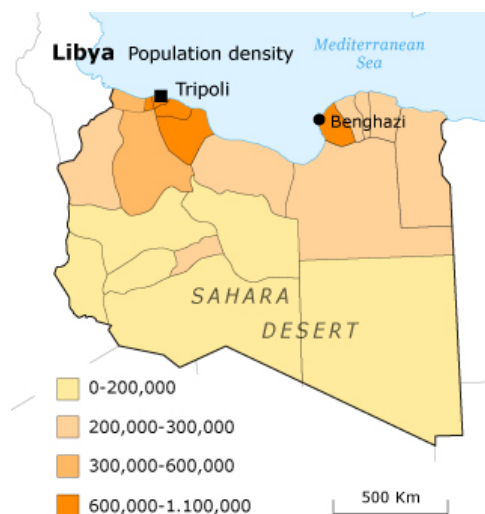 Libya Population density
Mediterranean
Sea
Tripoli
Benghazi
SAHARA
DESERT
0-200,000
200,000-300,000
300,000-600,000
600,000-1.100,000
500 Km